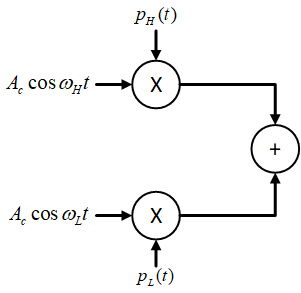 p_H(t)
A_c cos ω_H t
X
+
A_c cos ω_L t
X
p_L(t)